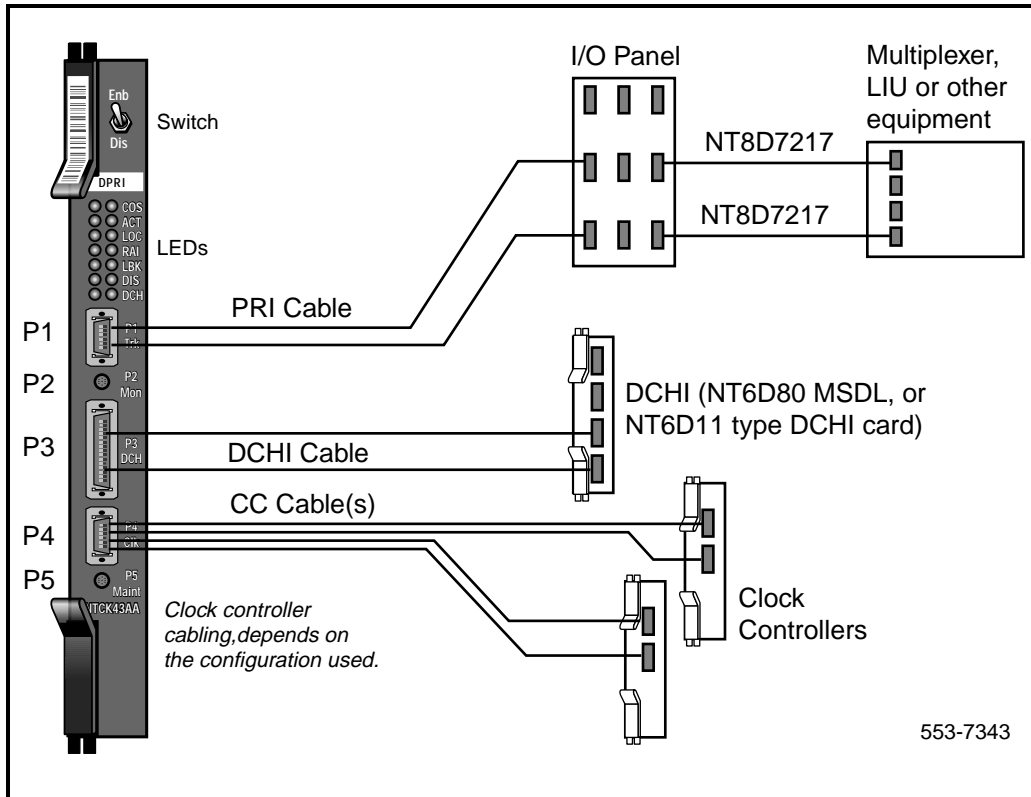 I/O Panel
Multiplexer,
LIU or other
equipment
Enb
Switch
Dis
NT8D7217
DPRI
COS
ACT
LOC
RAI
LBK
DIS
DCH
LEDs
NT8D7217
PRI Cable
P1
P1
Trk
P2
P2
Mon
P3
P3
DCH
DCHI (NT6D80 MSDL, or
NT6D11 type DCHI card)
DCHI Cable
CC Cable(s)
P4
P4
Clk
P5
P5
Maint
NTCK43AA
Clock controller
cabling,depends on
the configuration used.
Clock
Controllers
553-7343